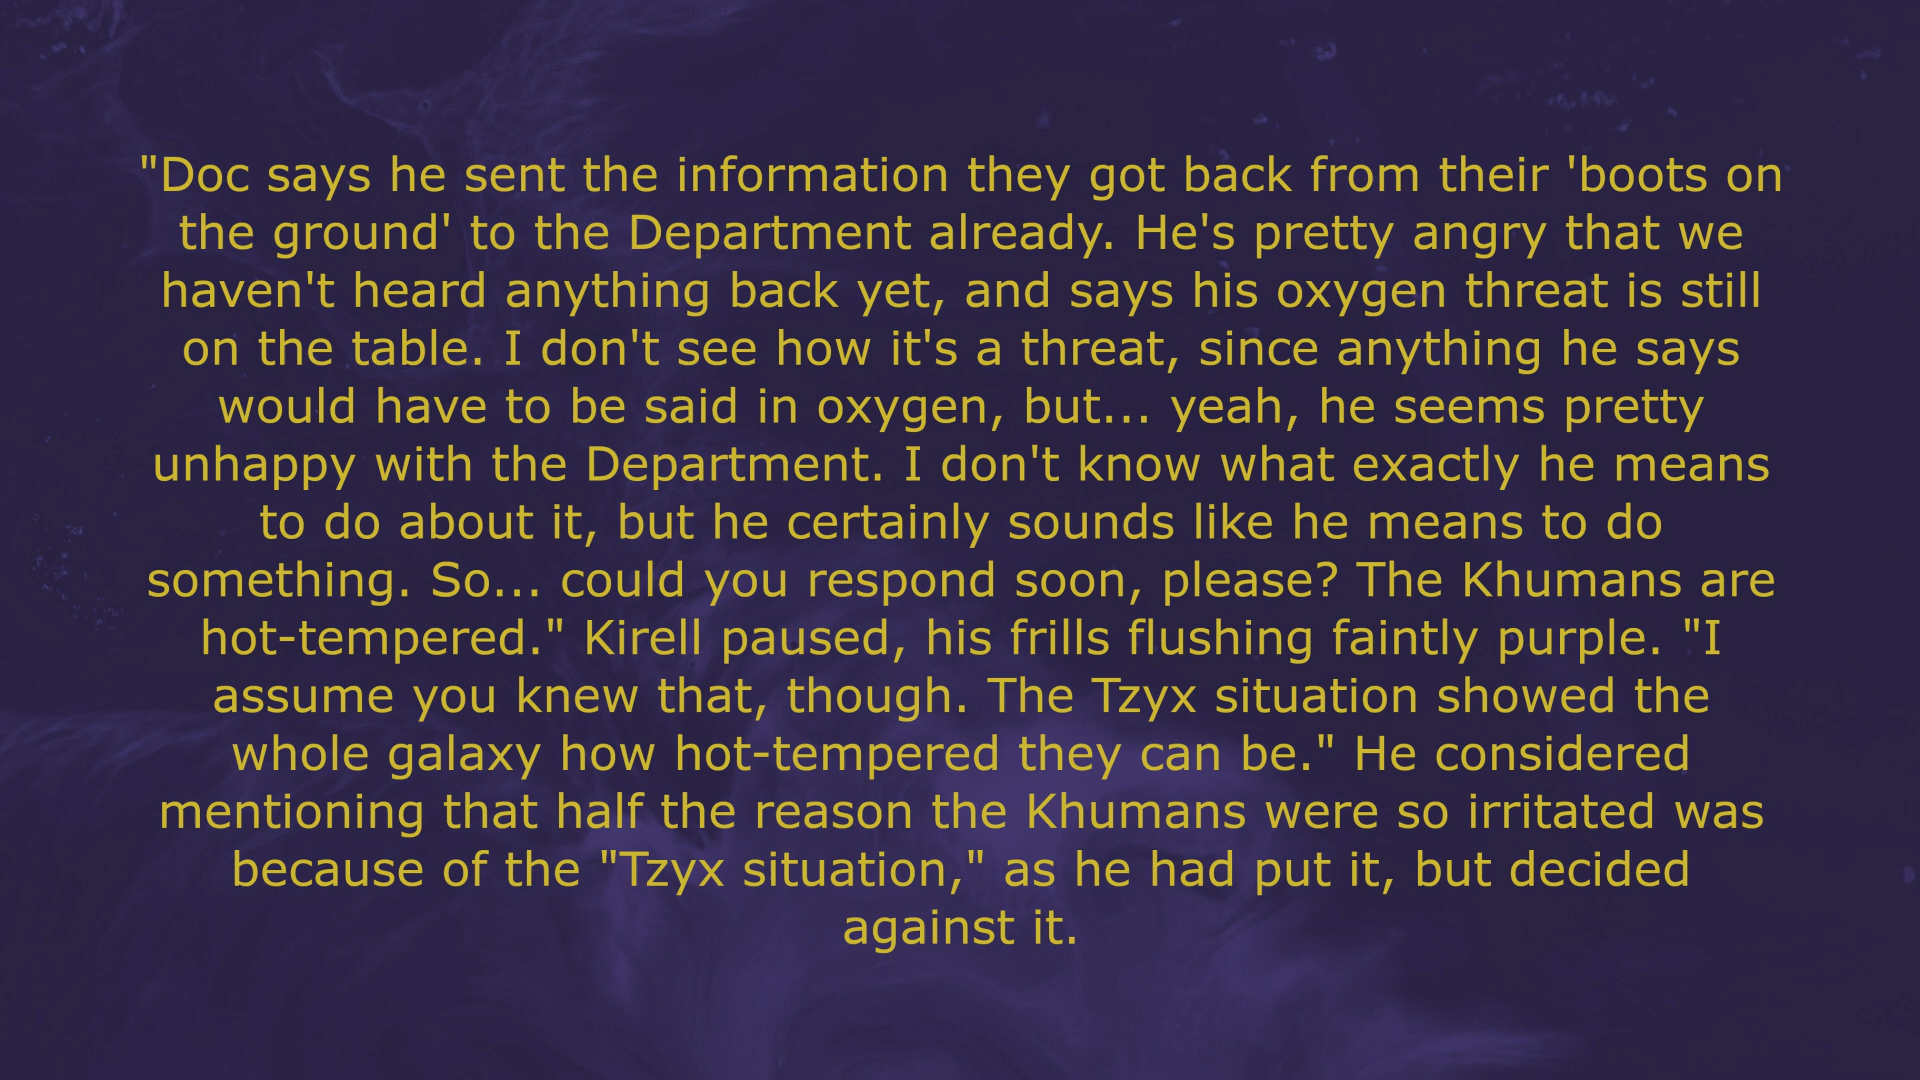 "Doc says he sent the information they got back from their 'boots on
the ground' to the Department already. He's pretty angry that we
haven't heard anything back yet, and says his oxygen threat is still
on the table. I don't see how it's a threat, since anything he says
would have to be said in oxygen, but... yeah, he seems pretty
unhappy with the Department. I don't know what exactly he means
to do about it, but he certainly sounds like he means to do
something. So... could you respond soon, please? The Khumans are
hot-tempered." Kirell paused, his frills flushing faintly purple. "I
assume you knew that, though. The Tzyx situation showed the
whole galaxy how hot-tempered they can be." He considered
mentioning that half the reason the Khumans were so irritated was
because of the "Tzyx situation," as he had put it, but decided
against it.